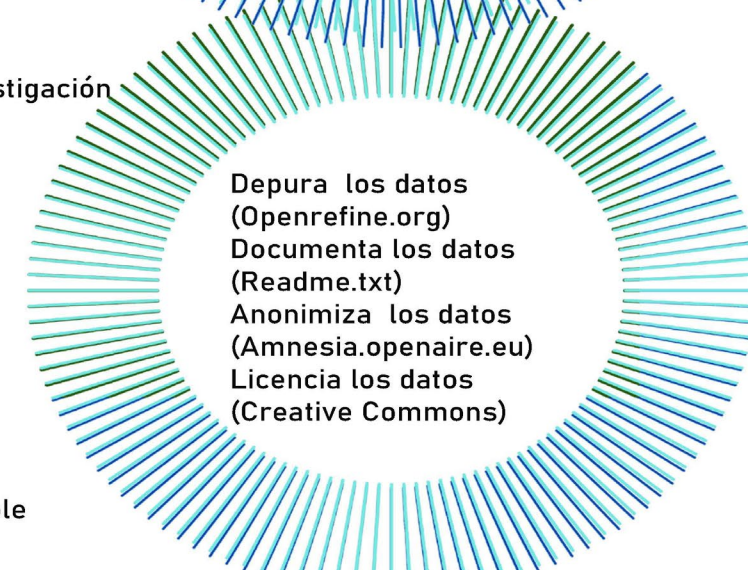 stigación
Depura los datos
(Openrefine.org)
Documenta los datos
(Readme.txt)
Anonimiza los datos
(Amnesia.openaire.eu)
Licencia los datos
(Creative Commons)
le